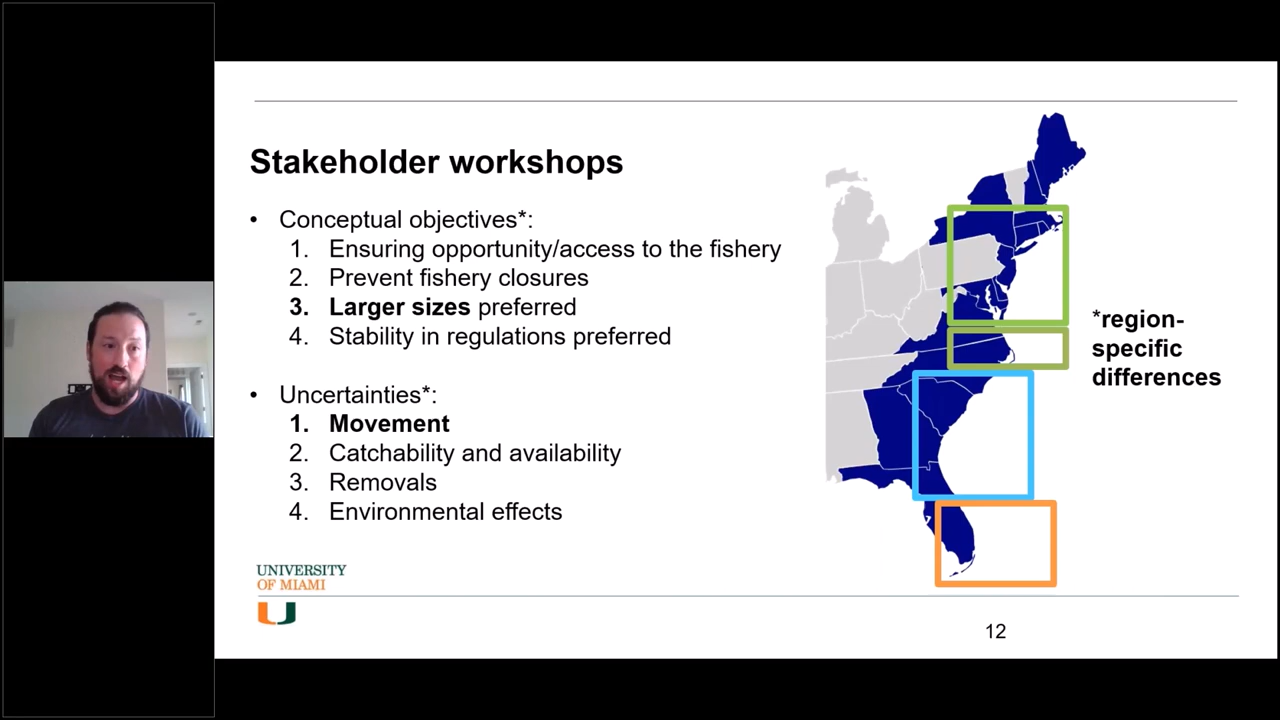 Stakeholder workshops
• Conceptual objectives*:
1. Ensuring opportunity/access to the fishery
2. Prevent fishery closures
3. Larger sizes preferred
4. Stability in regulations preferred
• Uncertainties*:
1. Movement
2. Catchability and availability
3. Removals
4. Environmental effects
*region-
specific
differences
UNIVERSITY
OF MIAMI
12